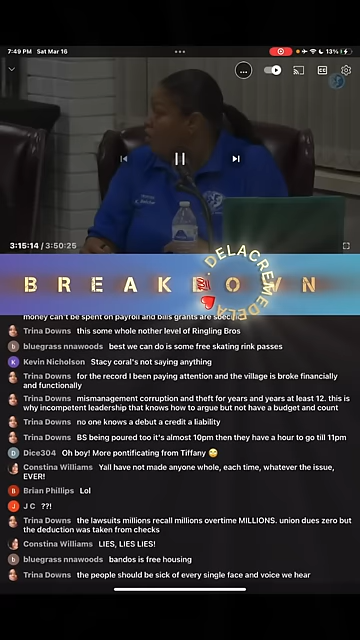 7:49 PM Sat Mar 16
13%
3:15:14 / 3:50:25
DELACREMEDELA
BREAKDOWN
money can't be spent on payroll and bills grants are
Trina Downs this some whole nother level of Ringling Bros
bluegrass nnawoods best we can do is some free skating rink passes
Kevin Nicholson Stacy coral's not saying anything
Trina Downs for the record I been paying attention and the village is broke financially
and functionally
Trina Downs mismanagement corruption and theft for years and years at least 12. this is
why incompetent leadership that knows how to argue but not have a budget and count
Trina Downs no one knows a debut a credit a liability
Trina Downs BS being poured too it's almost 10pm then they have a hour to go till 11pm
Dice304 Oh boy! More pontificating from Tiffany 🙄
Constina Williams Yall have not made anyone whole, each time, whatever the issue,
EVER!
Brian Phillips Lol
J C ??!
Trina Downs the lawsuits millions recall millions overtime MILLIONS. union dues zero but
the deduction was taken from checks
Constina Williams LIES, LIES LIES!
bluegrass nnawoods bandos is free housing
Trina Downs the people should be sick of every single face and voice we hear